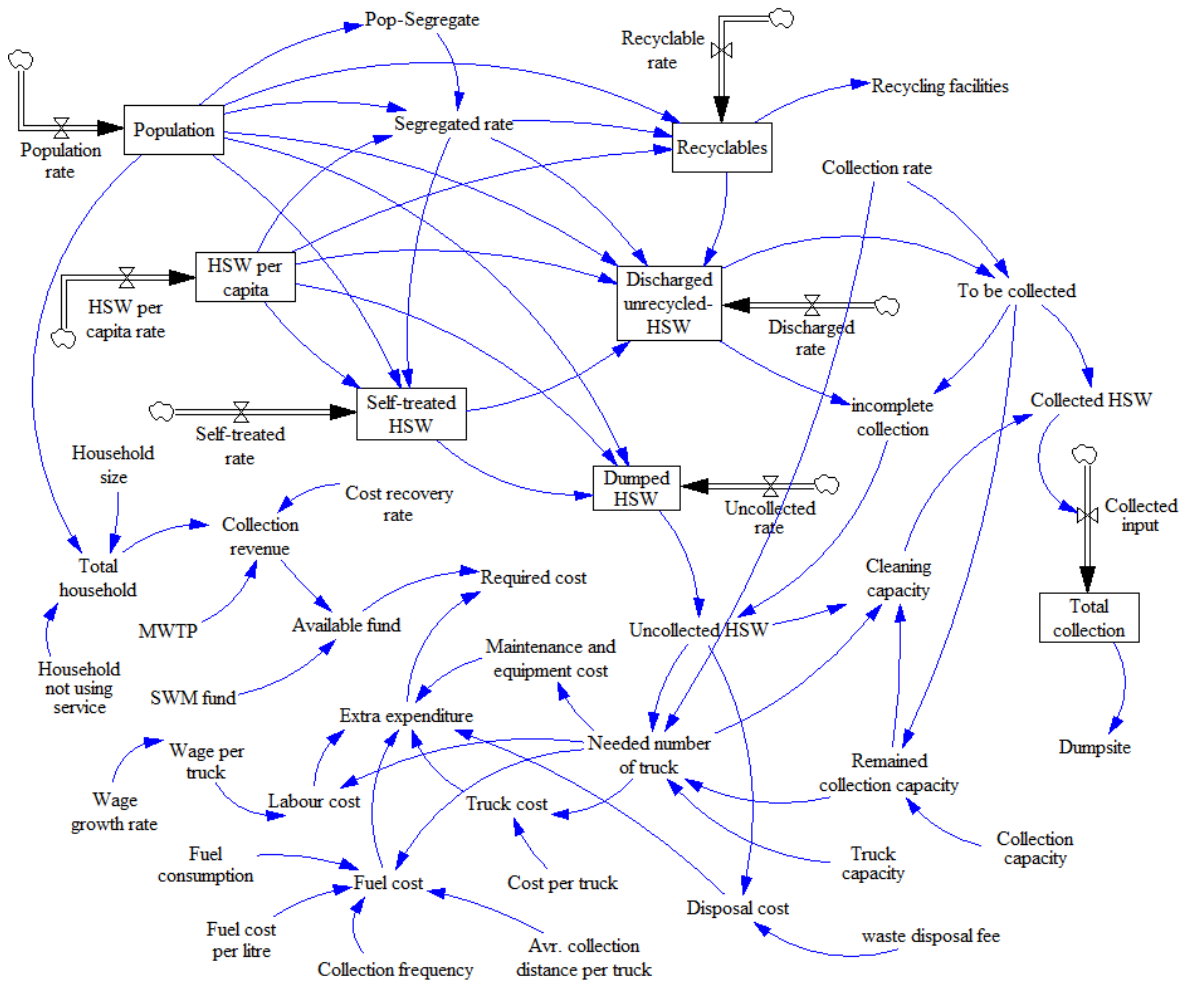 Pop-Segregate
Recyclable
rate
Recycling facilities
Population
Segregated rate
Population
rate
Recyclables
Collection rate
HSW per
capita
HSW per
capita rate
Discharged
unrecycled-
HSW
Discharged
rate
To be collected
Self-treated
HSW
Self-treated
rate
incomplete
collection
Collected HSW
Household
size
Cost recovery
rate
Dumped
HSW
Uncollected
rate
Collected
input
Collection
revenue
Total
household
Required cost
Cleaning
capacity
MWTP
Available fund
Uncollected HSW
Total
collection
Household
not using
service
SWM fund
Maintenance and
equipment cost
Extra expenditure
Wage per
truck
Needed number
of truck
Dumpsite
Remained
collection capacity
Wage
growth rate
Labour cost
Truck cost
Fuel
consumption
Fuel cost
Cost per truck
Truck
capacity
Collection
capacity
Disposal cost
Fuel cost
per litre
Collection frequency
Avr. collection
distance per truck
waste disposal fee